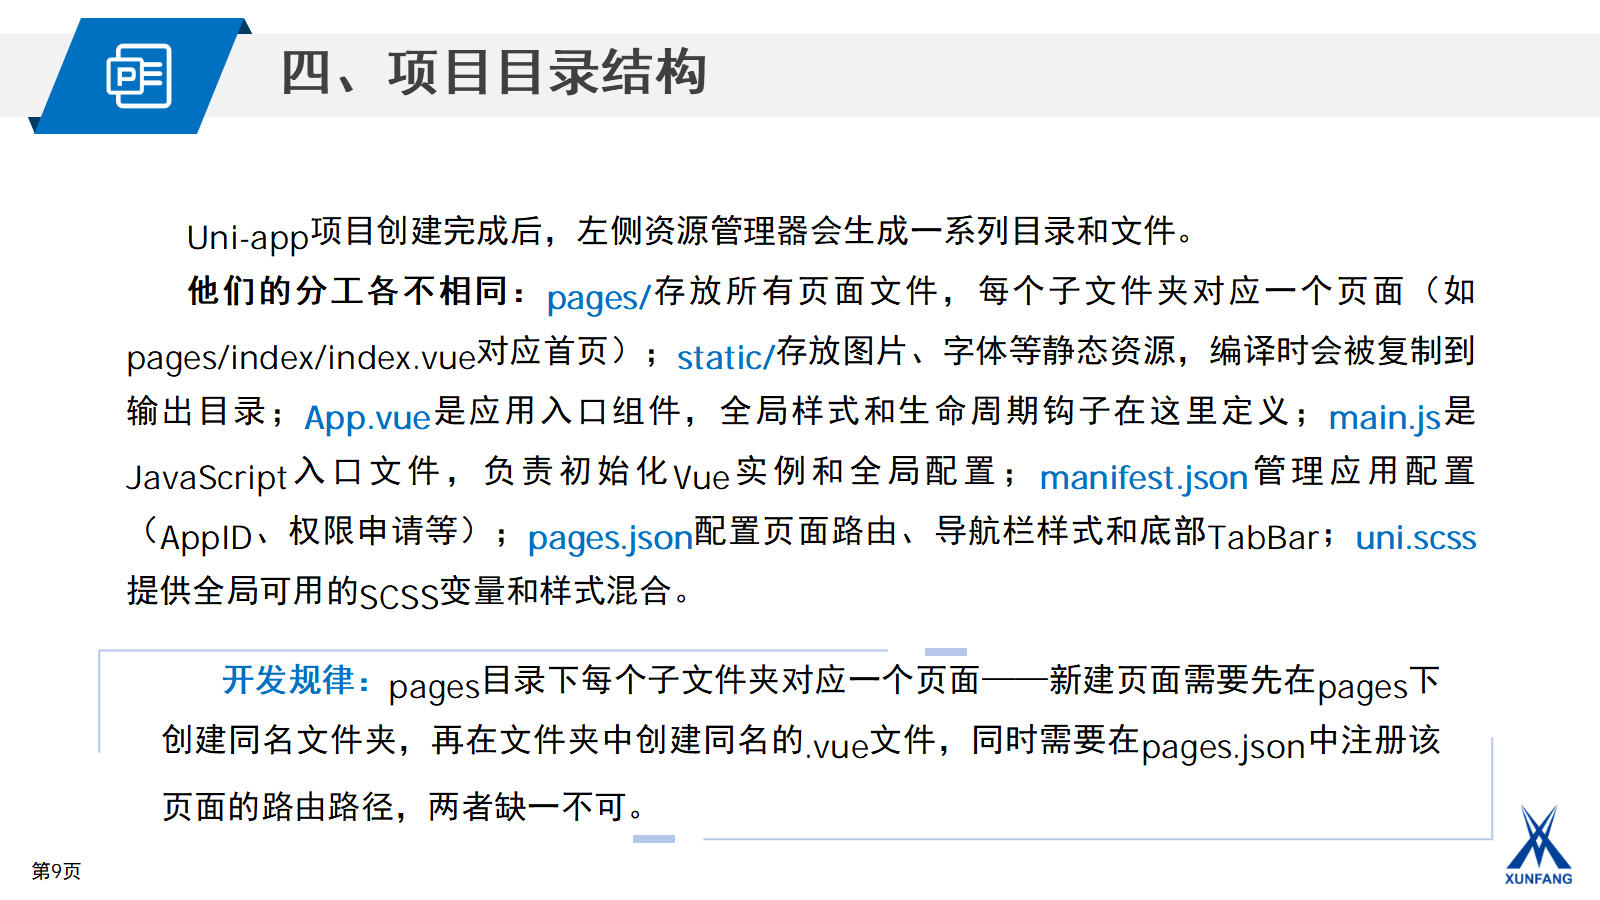 四、项目目录结构
Uni-app项目创建完成后，左侧资源管理器会生成一系列目录和文件。
他们的分工各不相同：pages/存放所有页面文件，每个子文件夹对应一个页面（如
pages/index/index.vue对应首页）；static/存放图片、字体等静态资源，编译时会被复制到
输出目录；App.vue是应用入口组件，全局样式和生命周期钩子在这里定义；main.js是
JavaScript入口文件，负责初始化Vue实例和全局配置；manifest.json管理应用配置
（AppID、权限申请等）；pages.json配置页面路由、导航栏样式和底部TabBar；uni.scss
提供全局可用的SCSS变量和样式混合。
开发规律：pages目录下每个子文件夹对应一个页面——新建页面需要先在pages下
创建同名文件夹，再在文件夹中创建同名的.vue文件，同时需要在pages.json中注册该
页面的路由路径，两者缺一不可。
第9页
XUNFANG